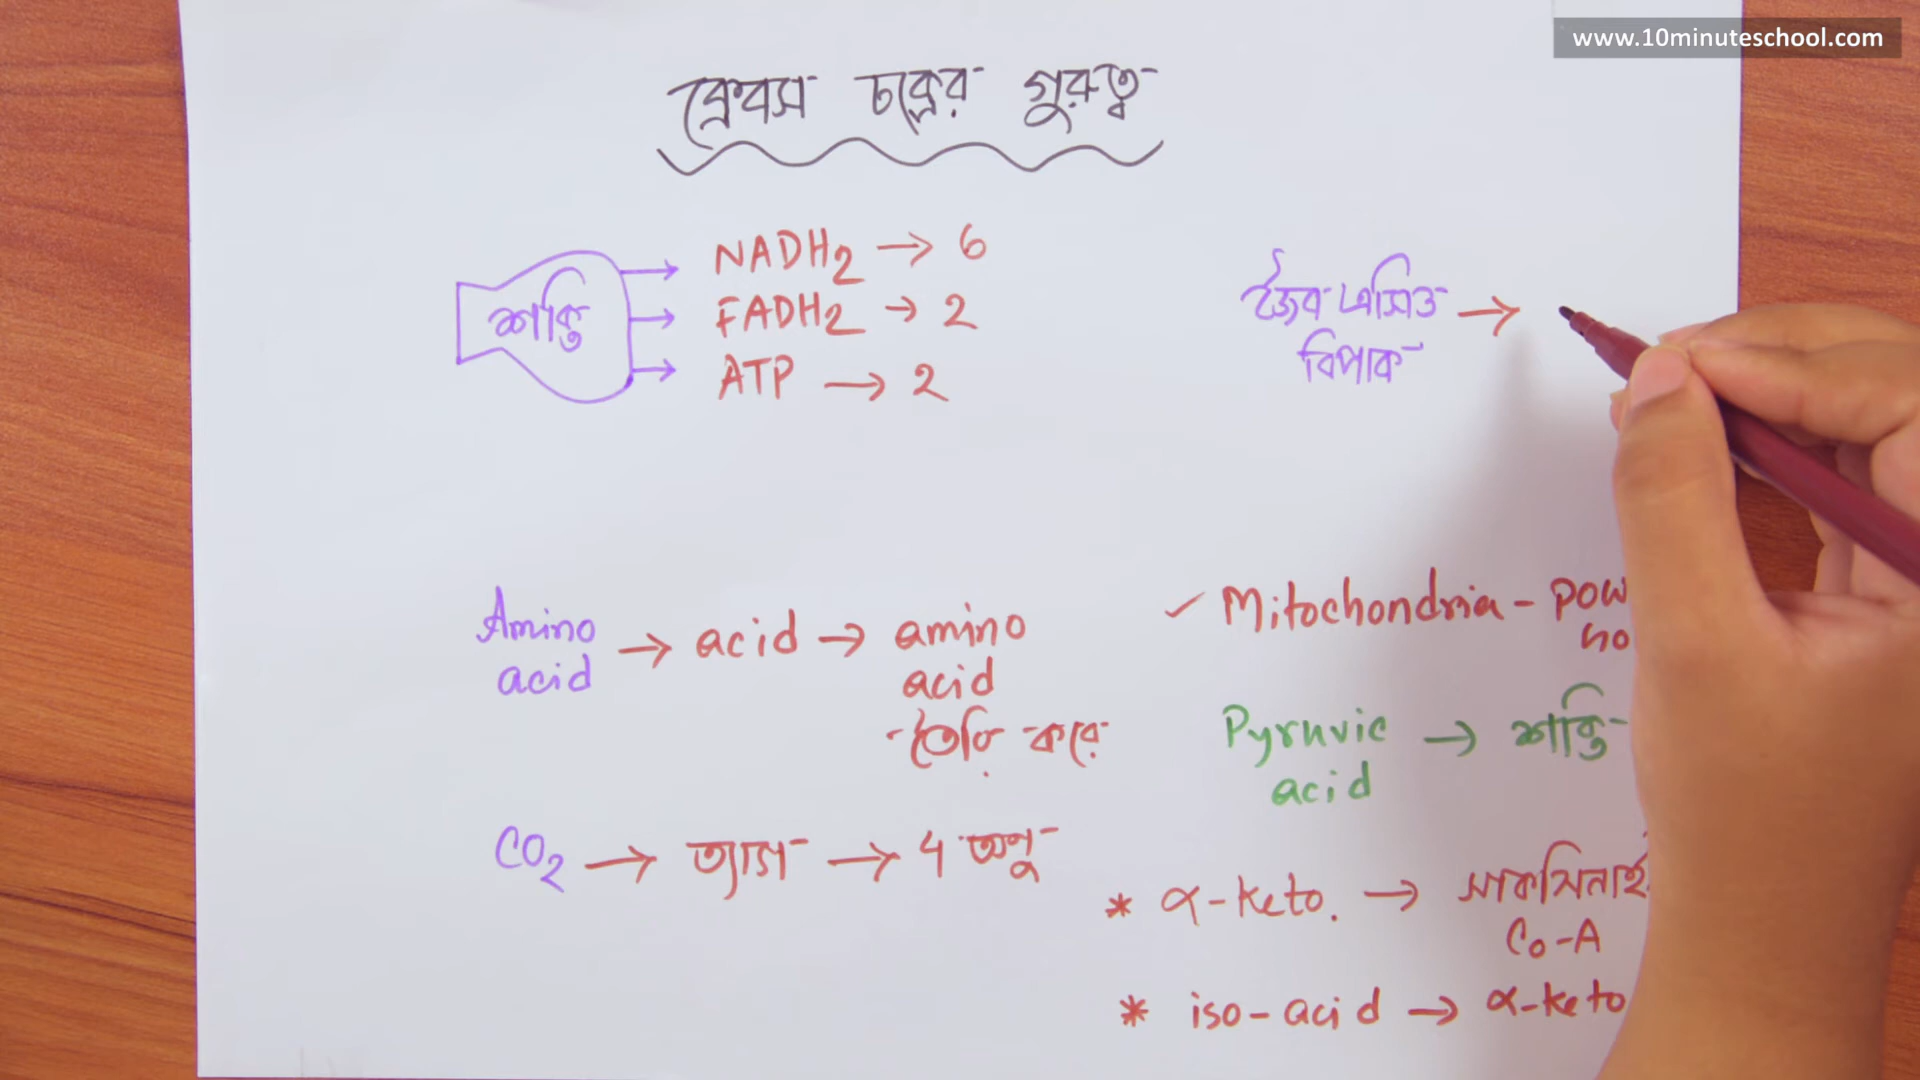 www.10minuteschool.com
ক্রেবস চক্রের গুরুত্ব
শক্তি
NADH2 → 6
FADH2 → 2
ATP → 2
জৈব এসিড →
বিপাক
Amino acid → acid → amino acid
তৈরি করে
CO2 → ত্যাগ → 4 অণু
✓ Mitochondria - pow
ho
Pyruvic acid → শক্তি
* α-keto. → সাকসিনাই
Co-A
* iso-acid → α-keto